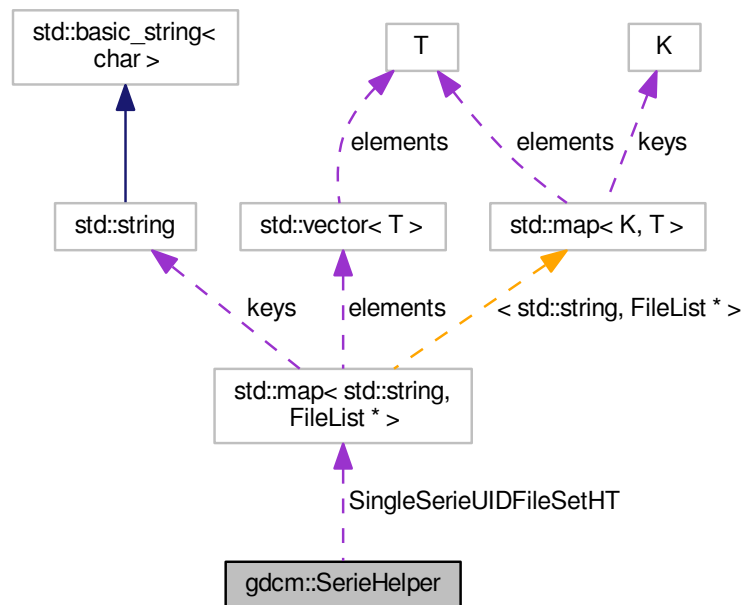 std::basic_string<
char >
T
K
elements
elements
keys
std::string
std::vector< T >
std::map< K, T >
keys
elements
< std::string, FileList * >
std::map< std::string,
FileList * >
SingleSerieUIDFileSetHT
gdcm::SerieHelper